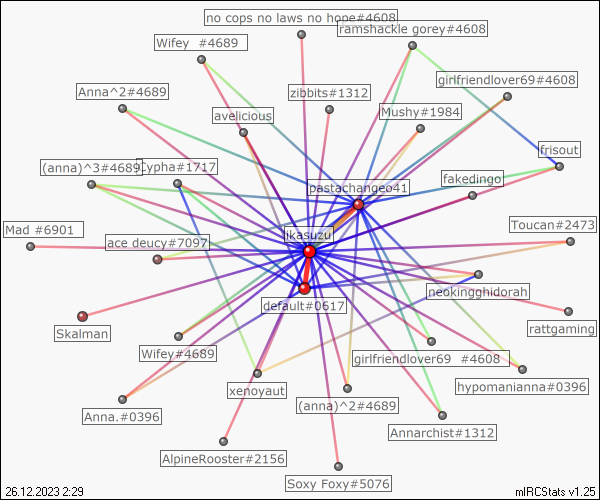 no cops no laws no hope#4608
ramshackle gorey#4608
Wifey  #4689
girlfriendlover69#4608
Anna^2#4689
zibbits#1312
avelicious
Mushy#1984
frisout
(anna)^3#4689
Cypha#1717
fakedingo
pastachangeo41
Mad #6901
ace deucy#7097
ikasuzu
Toucan#2473
neokingghidorah
default#0617
Skalman
rattgaming
Wifey#4689
girlfriendlover69  #4608
xenoyaut
hypomanianna#0396
Anna.#0396
(anna)^2#4689
Annarchist#1312
AlpineRooster#2156
Soxy Foxy#5076
26.12.2023 2:29
mIRCStats v1.25